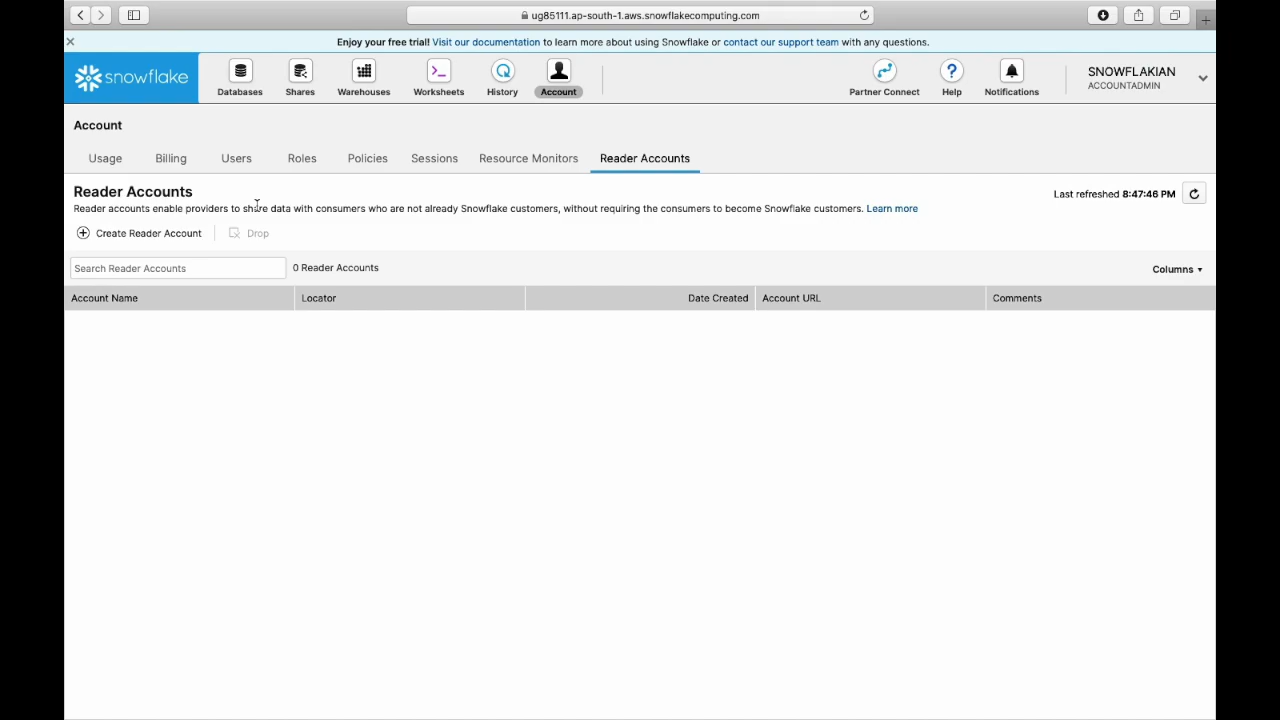 ug85111.ap-south-1.aws.snowflakecomputing.com
Enjoy your free trial! Visit our documentation to learn more about using Snowflake or contact our support team with any questions.
snowflake
Databases Shares Warehouses Worksheets History Account Partner Connect Help Notifications
SNOWFLAKIAN
ACCOUNTADMIN
Account
Usage Billing Users Roles Policies Sessions Resource Monitors Reader Accounts
Reader Accounts
Last refreshed 8:47:46 PM
Reader accounts enable providers to share data with consumers who are not already Snowflake customers, without requiring the consumers to become Snowflake customers. Learn more
Create Reader Account Drop
Search Reader Accounts 0 Reader Accounts Columns
Account Name Locator Date Created Account URL Comments